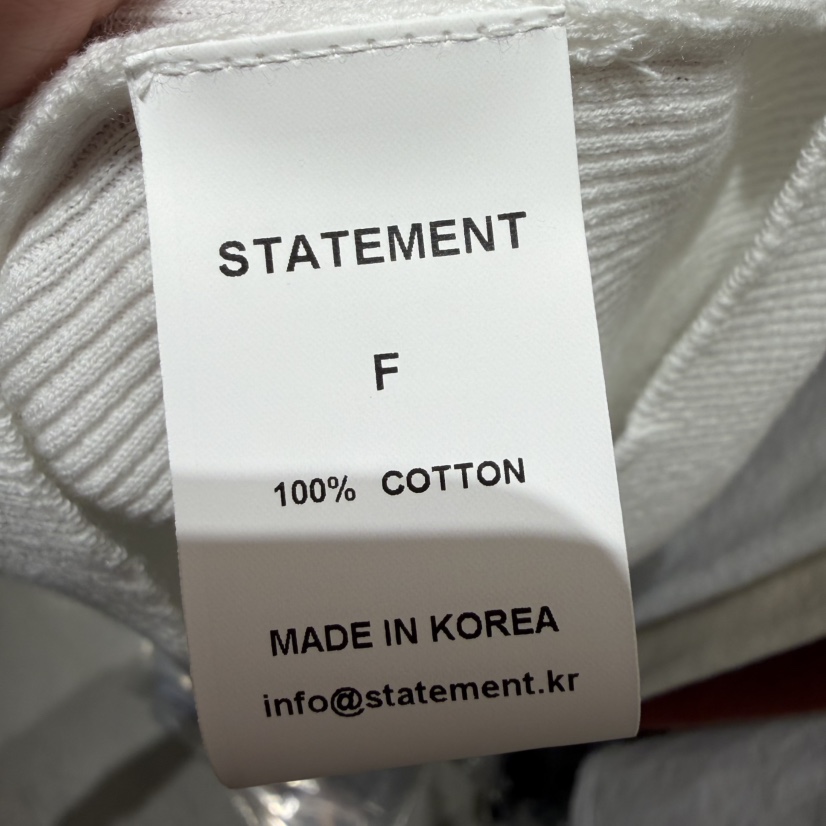 STATEMENT
F
100% COTTON
MADE IN KOREA
info@statement.kr